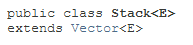 public class Stack<E>
extends Vector<E>